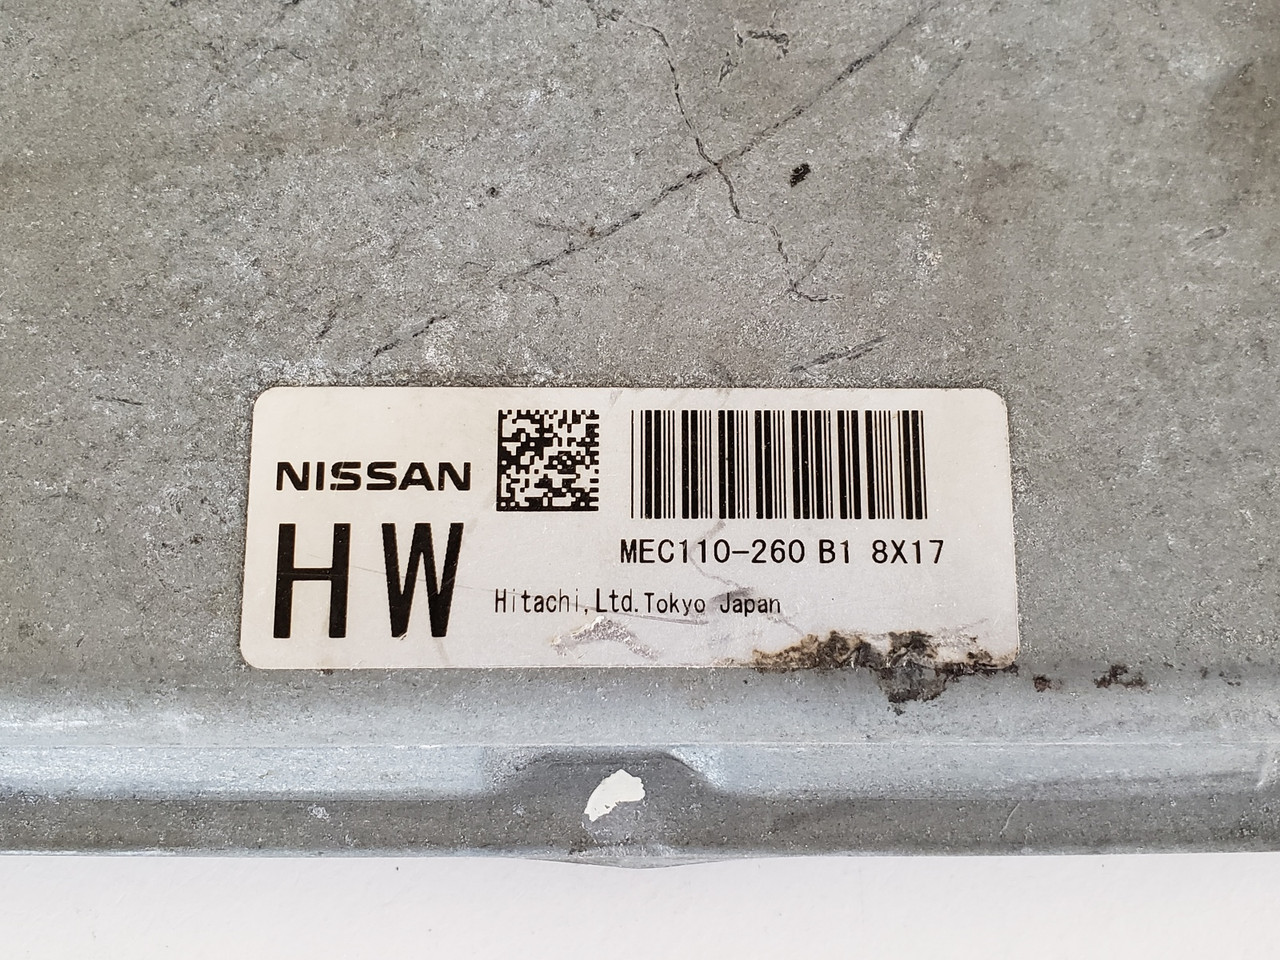 NISSAN
HW
MEC110-260 B1 8X17
Hitachi,Ltd.Tokyo Japan